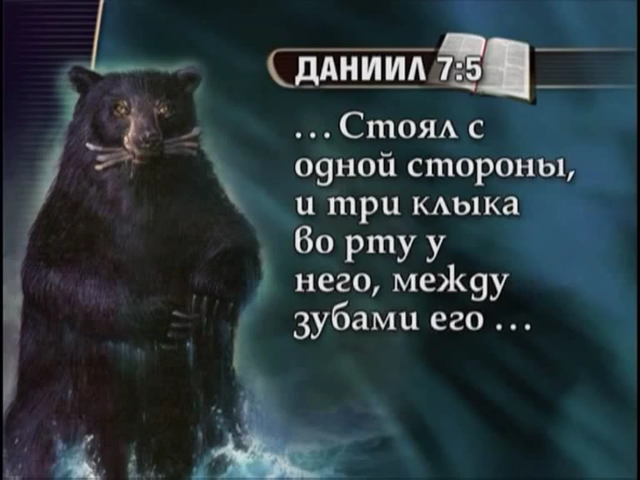 ДАНИИЛ 7:5
...Стоял с
одной стороны,
и три клыка
во рту у
него, между
зубами его...